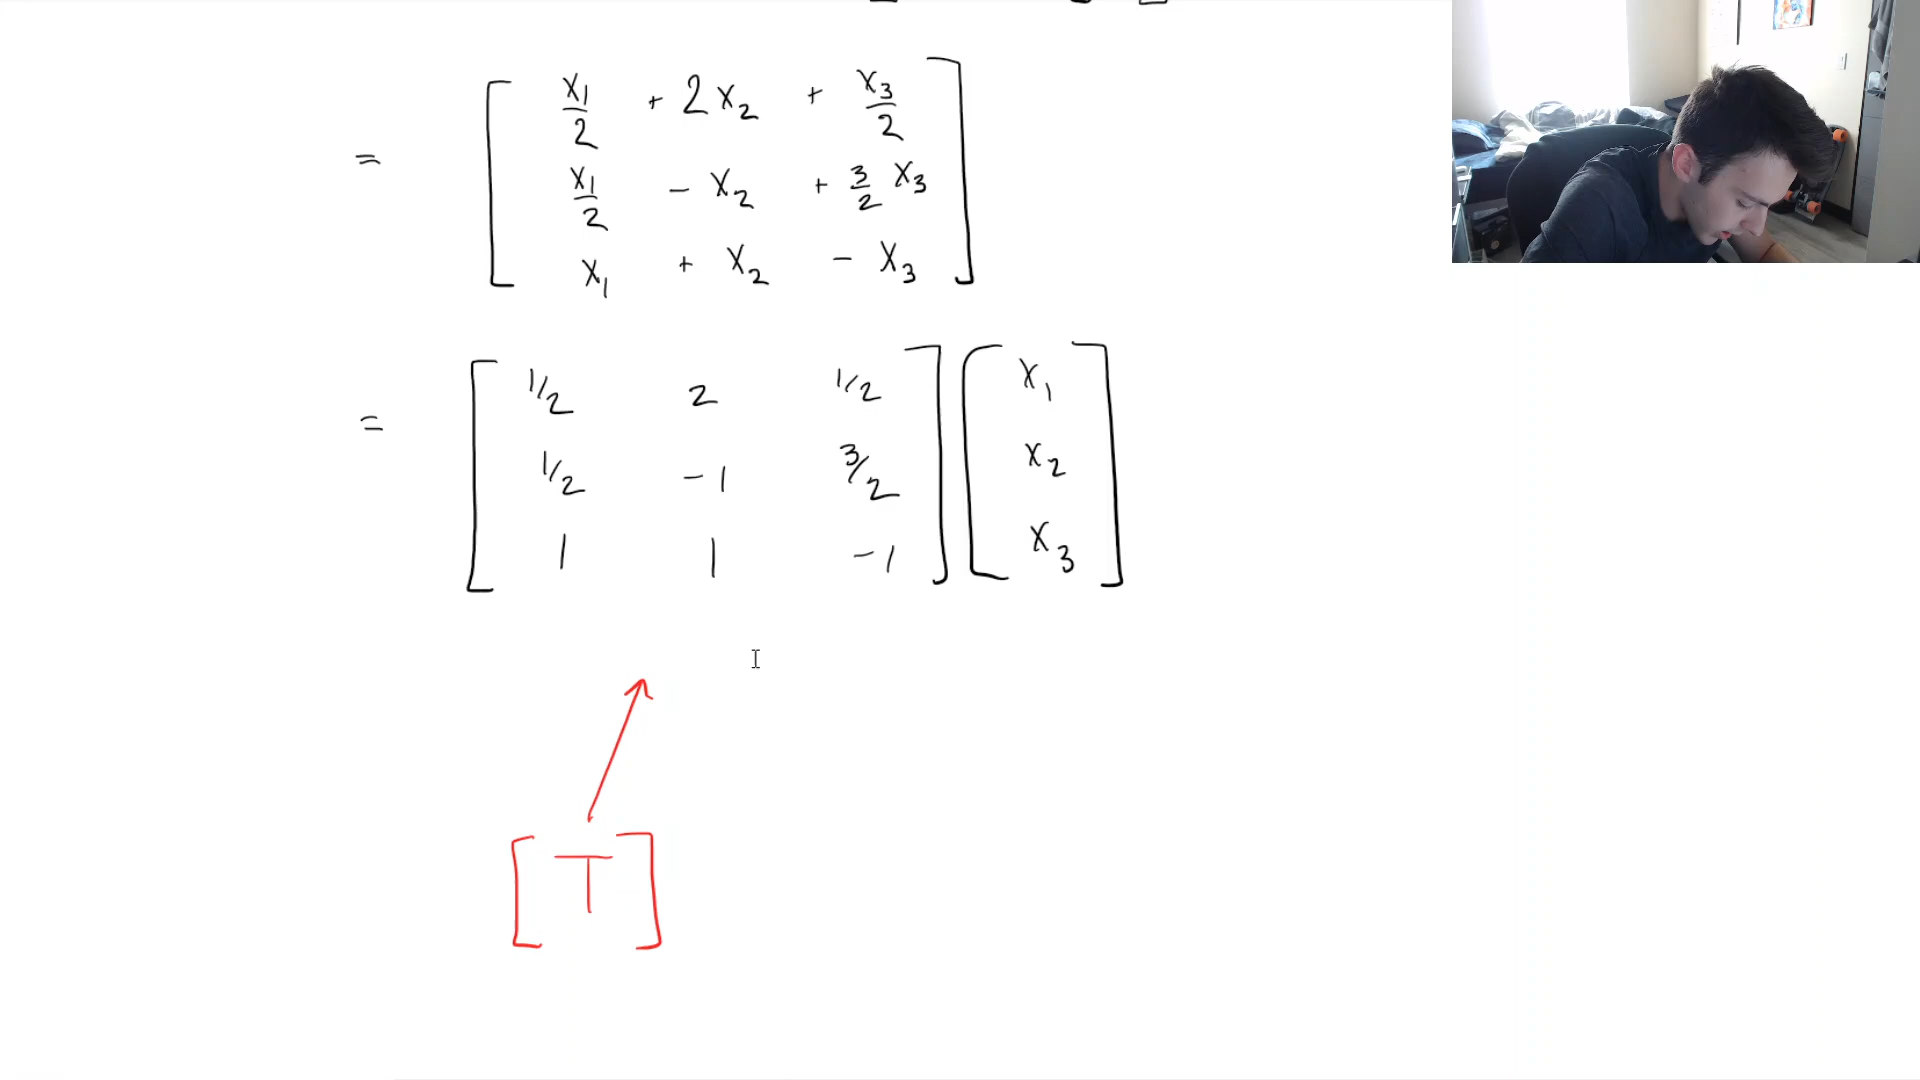 = [ x₁/2 + 2x₂ + x₃/2
x₁/2 - x₂ + 3/2 x₃
x₁ + x₂ - x₃ ]
= [ 1/2 2 1/2 ] [ x₁
1/2 -1 3/2 x₂
1 1 -1 x₃ ]
[ T ]